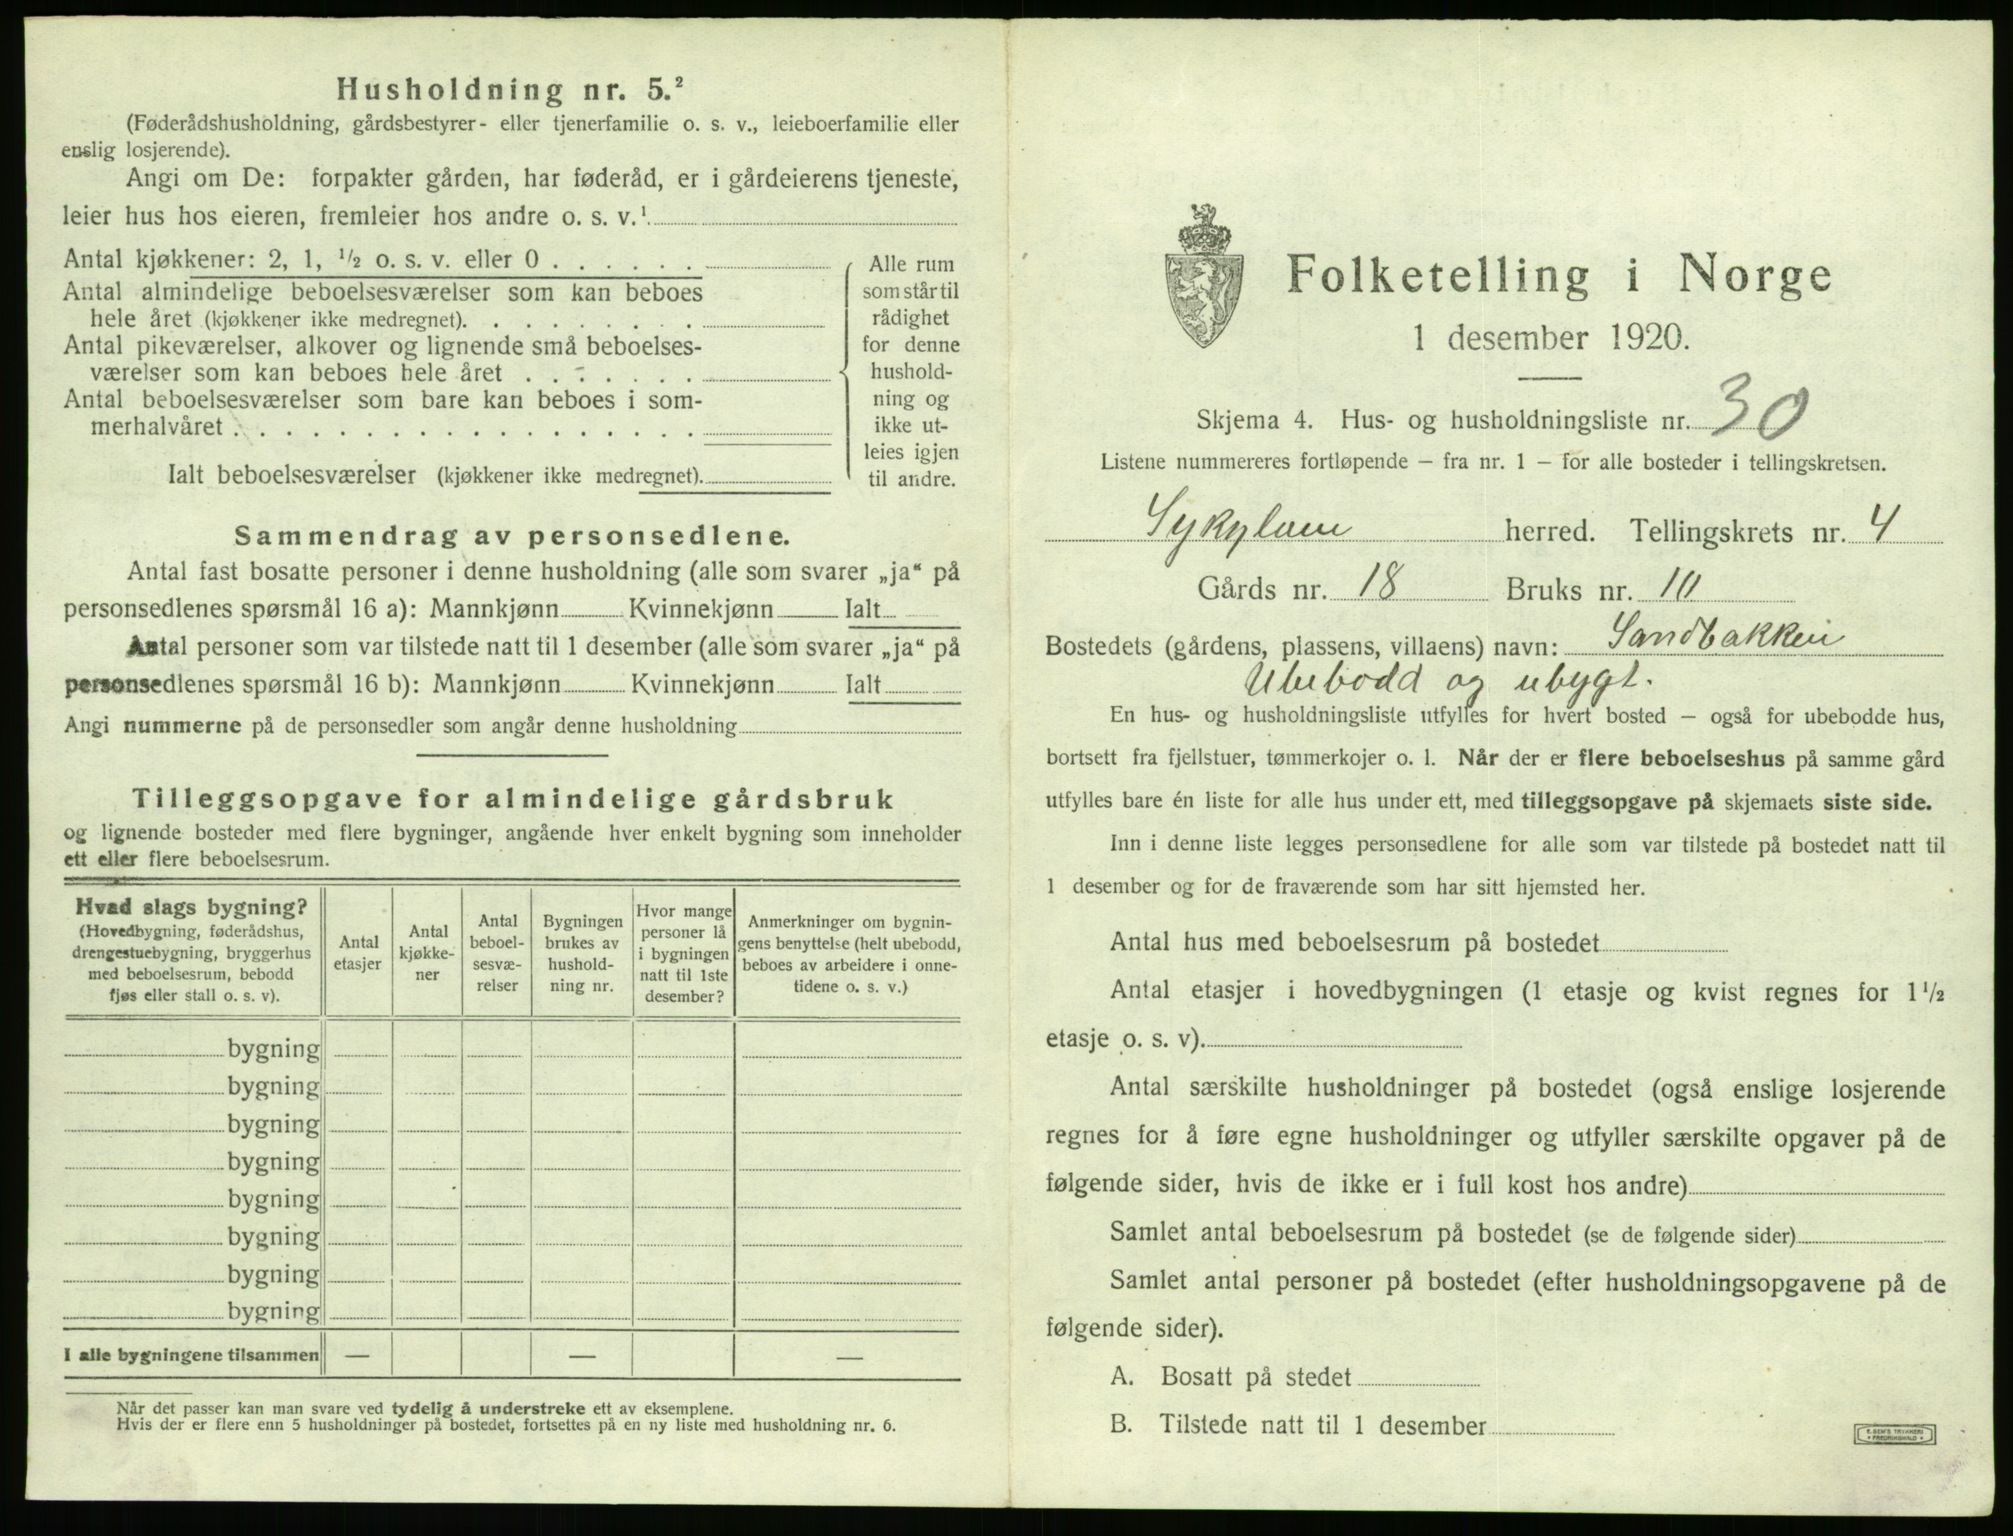 Husholdning nr. 5.²
(Føderådshusholdning, gårdsbestyrer- eller tjenerfamilie o. s. v., leieboerfamilie eller
enslig losjerende).
Angi om De: forpakter gården, har føderåd, er i gårdeierens tjeneste,
leier hus hos eieren, fremleier hos andre o. s. v.¹
Antal kjøkkener: 2, 1, ½ o. s. v. eller 0 . . . . . .
Antal almindelige beboelsesværelser som kan beboes
hele året (kjøkkener ikke medregnet). . . . . . . . .
Antal pikeværelser, alkover og lignende små beboelses-
værelser som kan beboes hele året . . . . . . .
Antal beboelsesværelser som bare kan beboes i som-
merhalvåret . . . . . . . . . . . . . . . . . .
Ialt beboelsesværelser (kjøkkener ikke medregnet).
Alle rum
som står til
rådighet
for denne
hushold-
ning og
ikke ut-
leies igjen
til andre.
Sammendrag av personsedlene.
Antal fast bosatte personer i denne husholdning (alle som svarer „ja“ på
personsedlenes spørsmål 16 a): Mannkjønn Kvinnekjønn Ialt
Antal personer som var tilstede natt til 1 desember (alle som svarer „ja“ på
personsedlenes spørsmål 16 b): Mannkjønn Kvinnekjønn Ialt
Angi nummerne på de personsedler som angår denne husholdning
Tilleggsopgave for almindelige gårdsbruk
og lignende bosteder med flere bygninger, angående hver enkelt bygning som inneholder
ett eller flere beboelsesrum.
Hvad slags bygning?
(Hovedbygning, føderådshus,
drengestuebygning, bryggerhus
med beboelsesrum, bebodd
fjøs eller stall o. s. v).
Antal
etasjer
Antal
kjøkke-
ner
Antal
beboel-
sesvæ-
relser
Bygningen
brukes av
hushold-
ning nr.
Hvor mange
personer lå
i bygningen
natt til 1ste
desember?
Anmerkninger om bygnin-
gens benyttelse (helt ubebodd,
beboes av arbeidere i onne-
tidene o. s. v.)
bygning
bygning
bygning
bygning
bygning
bygning
bygning
bygning
I alle bygningene tilsammen — — —
Når det passer kan man svare ved tydelig å understreke ett av eksemplene.
Hvis der er flere enn 5 husholdninger på bostedet, fortsettes på en ny liste med husholdning nr. 6.
Folketelling i Norge
1 desember 1920.
Skjema 4. Hus- og husholdningsliste nr. 30
Listene nummereres fortløpende – fra nr. 1 – for alle bosteder i tellingskretsen.
Sykylven herred. Tellingskrets nr. 4
Gårds nr. 18 Bruks nr. 10
Bostedets (gårdens, plassens, villaens) navn: Sandbakken
Ubebodd og ubygt.
En hus- og husholdningsliste utfylles for hvert bosted – også for ubebodde hus,
bortsett fra fjellstuer, tømmerkojer o. l. Når der er flere beboelseshus på samme gård
utfylles bare én liste for alle hus under ett, med tilleggsopgave på skjemaets siste side.
Inn i denne liste legges personsedlene for alle som var tilstede på bostedet natt til
1 desember og for de fraværende som har sitt hjemsted her.
Antal hus med beboelsesrum på bostedet
Antal etasjer i hovedbygningen (1 etasje og kvist regnes for 1½
etasje o. s. v).
Antal særskilte husholdninger på bostedet (også enslige losjerende
regnes for å føre egne husholdninger og utfyller særskilte opgaver på de
følgende sider, hvis de ikke er i full kost hos andre)
Samlet antal beboelsesrum på bostedet (se de følgende sider)
Samlet antal personer på bostedet (efter husholdningsopgavene på de
følgende sider).
A. Bosatt på stedet
B. Tilstede natt til 1 desember